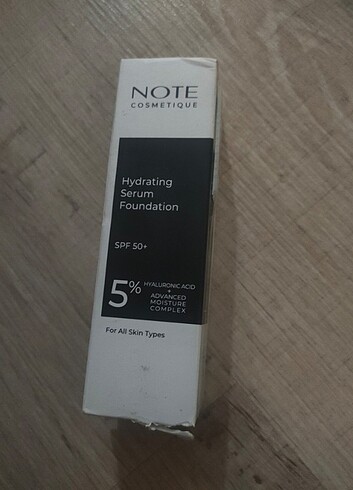 NOTE
COSMETIQUE
Hydrating
Serum
Foundation
SPF 50+
5%
HYALURONIC ACID
+
ADVANCED
MOISTURE
COMPLEX
For All Skin Types